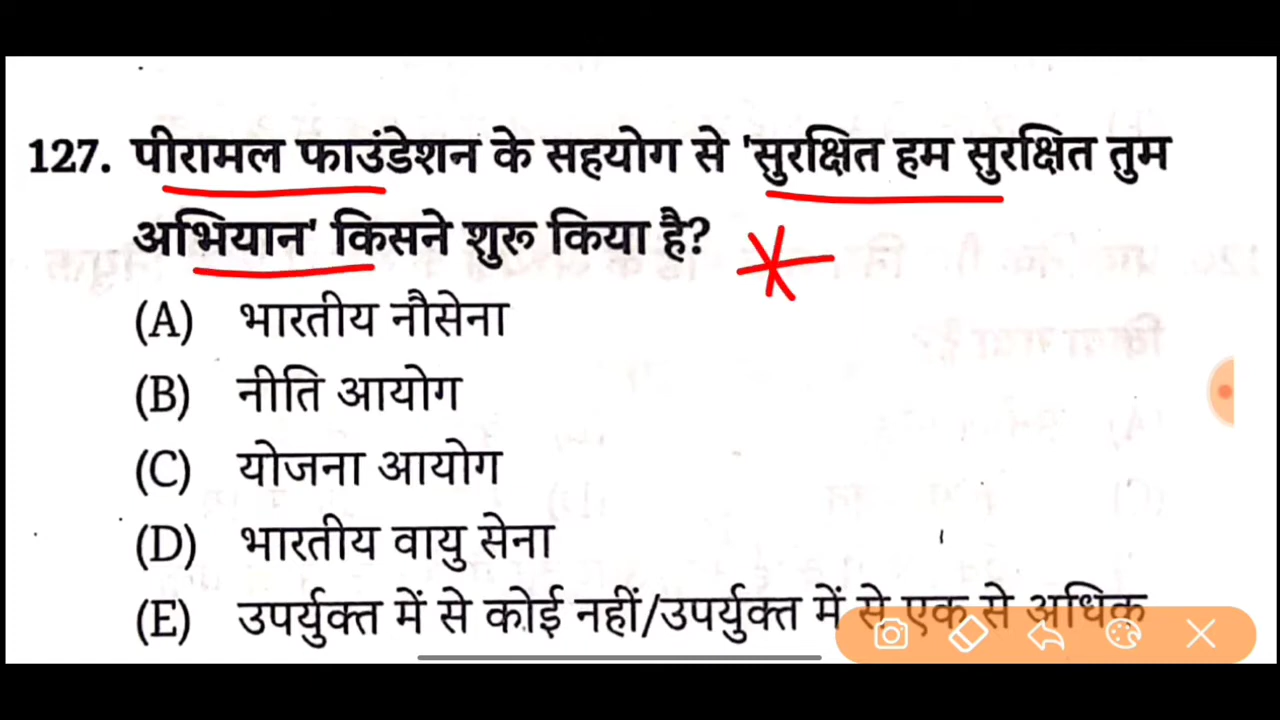 127. पीरामल फाउंडेशन के सहयोग से 'सुरक्षित हम सुरक्षित तुम
अभियान' किसने शुरू किया है?
(A) भारतीय नौसेना
(B) नीति आयोग
(C) योजना आयोग
(D) भारतीय वायु सेना
(E) उपर्युक्त में से कोई नहीं/उपर्युक्त में से एक से अधिक